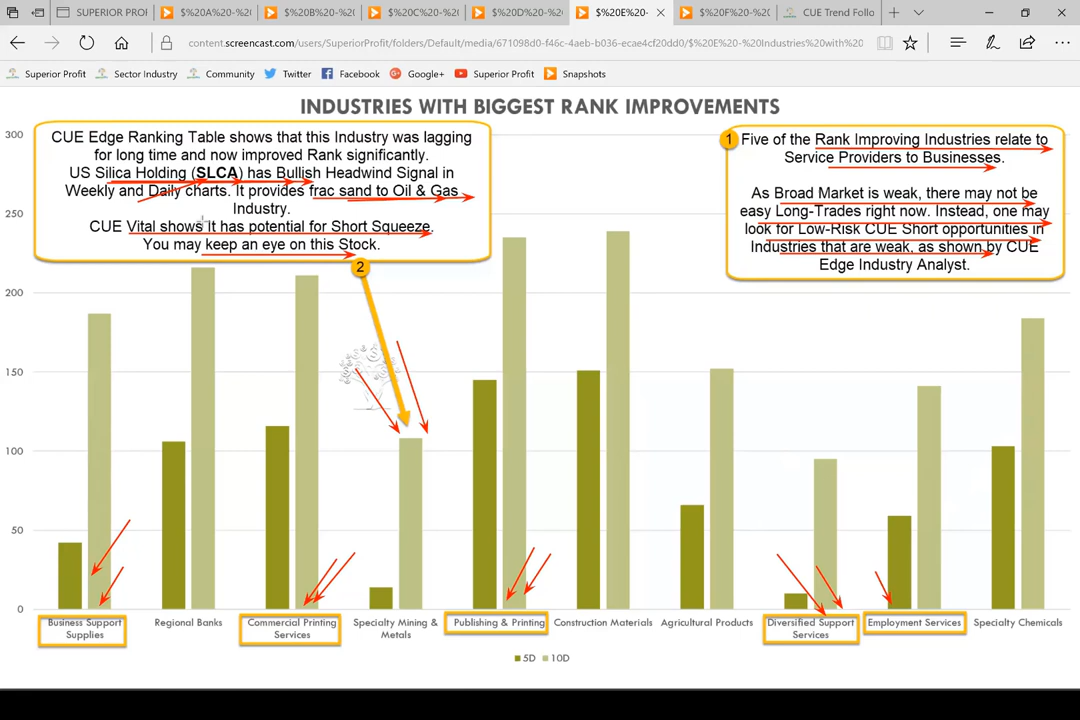 SUPERIOR PROF
$%20A%20-%
$%20B%20-%20
$%20C%20-%20
$%20D%20-%20
$%20E%20-
$%20F%20-%20
CUE Trend Follo
content.screencast.com/users/SuperiorProfit/folders/Default/media/671098d0-f46c-4aeb-b036-ecae4cf20dd0/$%20E%20-%20Industries%20with%20
Superior Profit
Sector Industry
Community
Twitter
Facebook
Google+
Superior Profit
Snapshots
INDUSTRIES WITH BIGGEST RANK IMPROVEMENTS
CUE Edge Ranking Table shows that this Industry was lagging
for long time and now improved Rank significantly.
US Silica Holding (SLCA) has Bullish Headwind Signal in
Weekly and Daily charts. It provides frac sand to Oil & Gas
Industry.
CUE Vital shows It has potential for Short Squeeze.
You may keep an eye on this Stock.
2
1
Five of the Rank Improving Industries relate to
Service Providers to Businesses.
As Broad Market is weak, there may not be
easy Long-Trades right now. Instead, one may
look for Low-Risk CUE Short opportunities in
Industries that are weak, as shown by CUE
Edge Industry Analyst.
300
250
200
150
100
50
0
Business Support
Supplies
Regional Banks
Commercial Printing
Services
Specialty Mining &
Metals
Publishing & Printing
Construction Materials
Agricultural Products
Diversified Support
Services
Employment Services
Specialty Chemicals
5D
10D